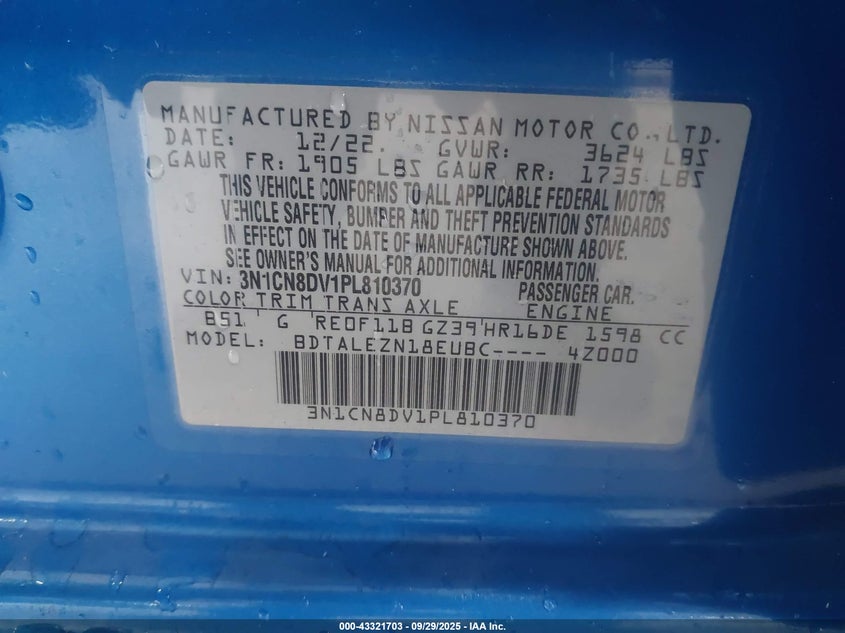 MANUFACTURED BY NISSAN MOTOR CO., LTD.
DATE: 12/22. GVWR: 3624 LBS
GAWR FR: 1905 LBS GAWR RR: 1735 LBS
THIS VEHICLE CONFORMS TO ALL APPLICABLE FEDERAL MOTOR
VEHICLE SAFETY, BUMPER AND THEFT PREVENTION STANDARDS
IN EFFECT ON THE DATE OF MANUFACTURE SHOWN ABOVE.
SEE OWNER'S MANUAL FOR ADDITIONAL INFORMATION.
VIN: 3N1CN8DV1PL810370 PASSENGER CAR.
COLOR TRIM TRANS AXLE ENGINE
B51 G RE0F11B GZ39 HR16DE 1598 CC
MODEL: BDTALEZN18EUBC---- 4Z000
3N1CN8DV1PL810370
000-43321703 - 09/29/2025 - IAA Inc.